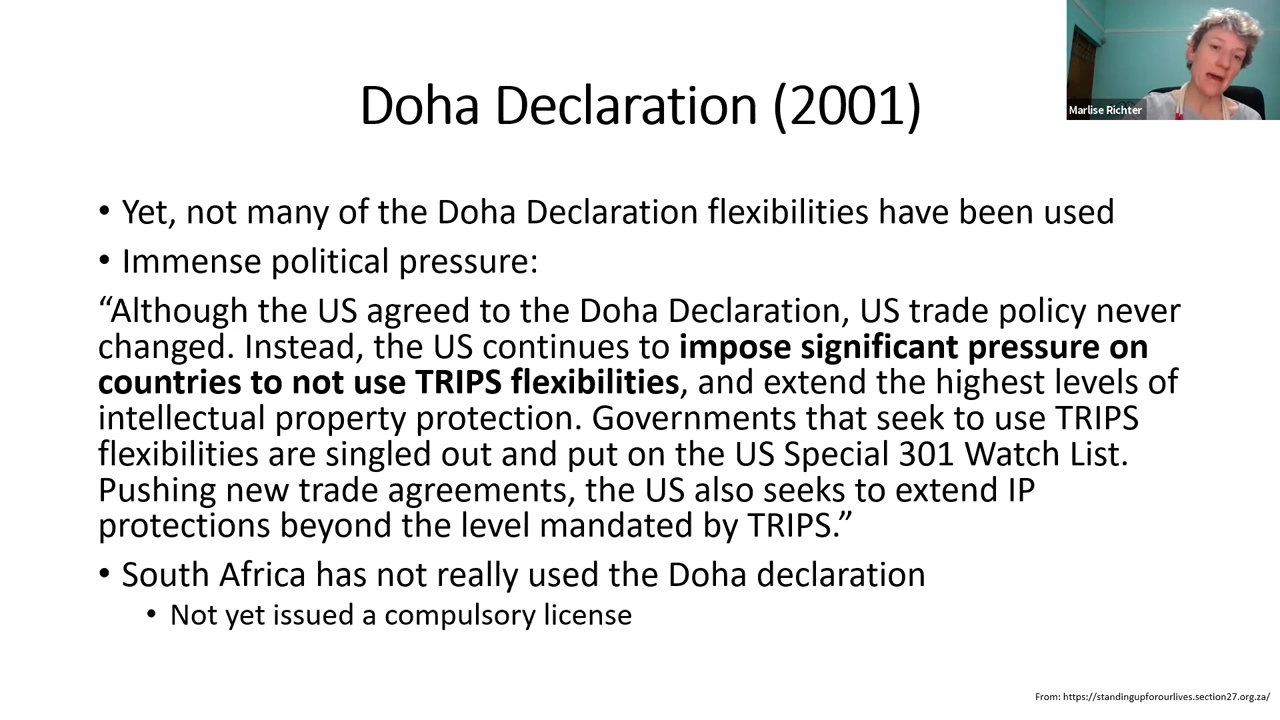 Marlise Richter
Doha Declaration (2001)
• Yet, not many of the Doha Declaration flexibilities have been used
• Immense political pressure:
“Although the US agreed to the Doha Declaration, US trade policy never
changed. Instead, the US continues to impose significant pressure on
countries to not use TRIPS flexibilities, and extend the highest levels of
intellectual property protection. Governments that seek to use TRIPS
flexibilities are singled out and put on the US Special 301 Watch List.
Pushing new trade agreements, the US also seeks to extend IP
protections beyond the level mandated by TRIPS.”
• South Africa has not really used the Doha declaration
• Not yet issued a compulsory license
From: https://standingupforourlives.section27.org.za/